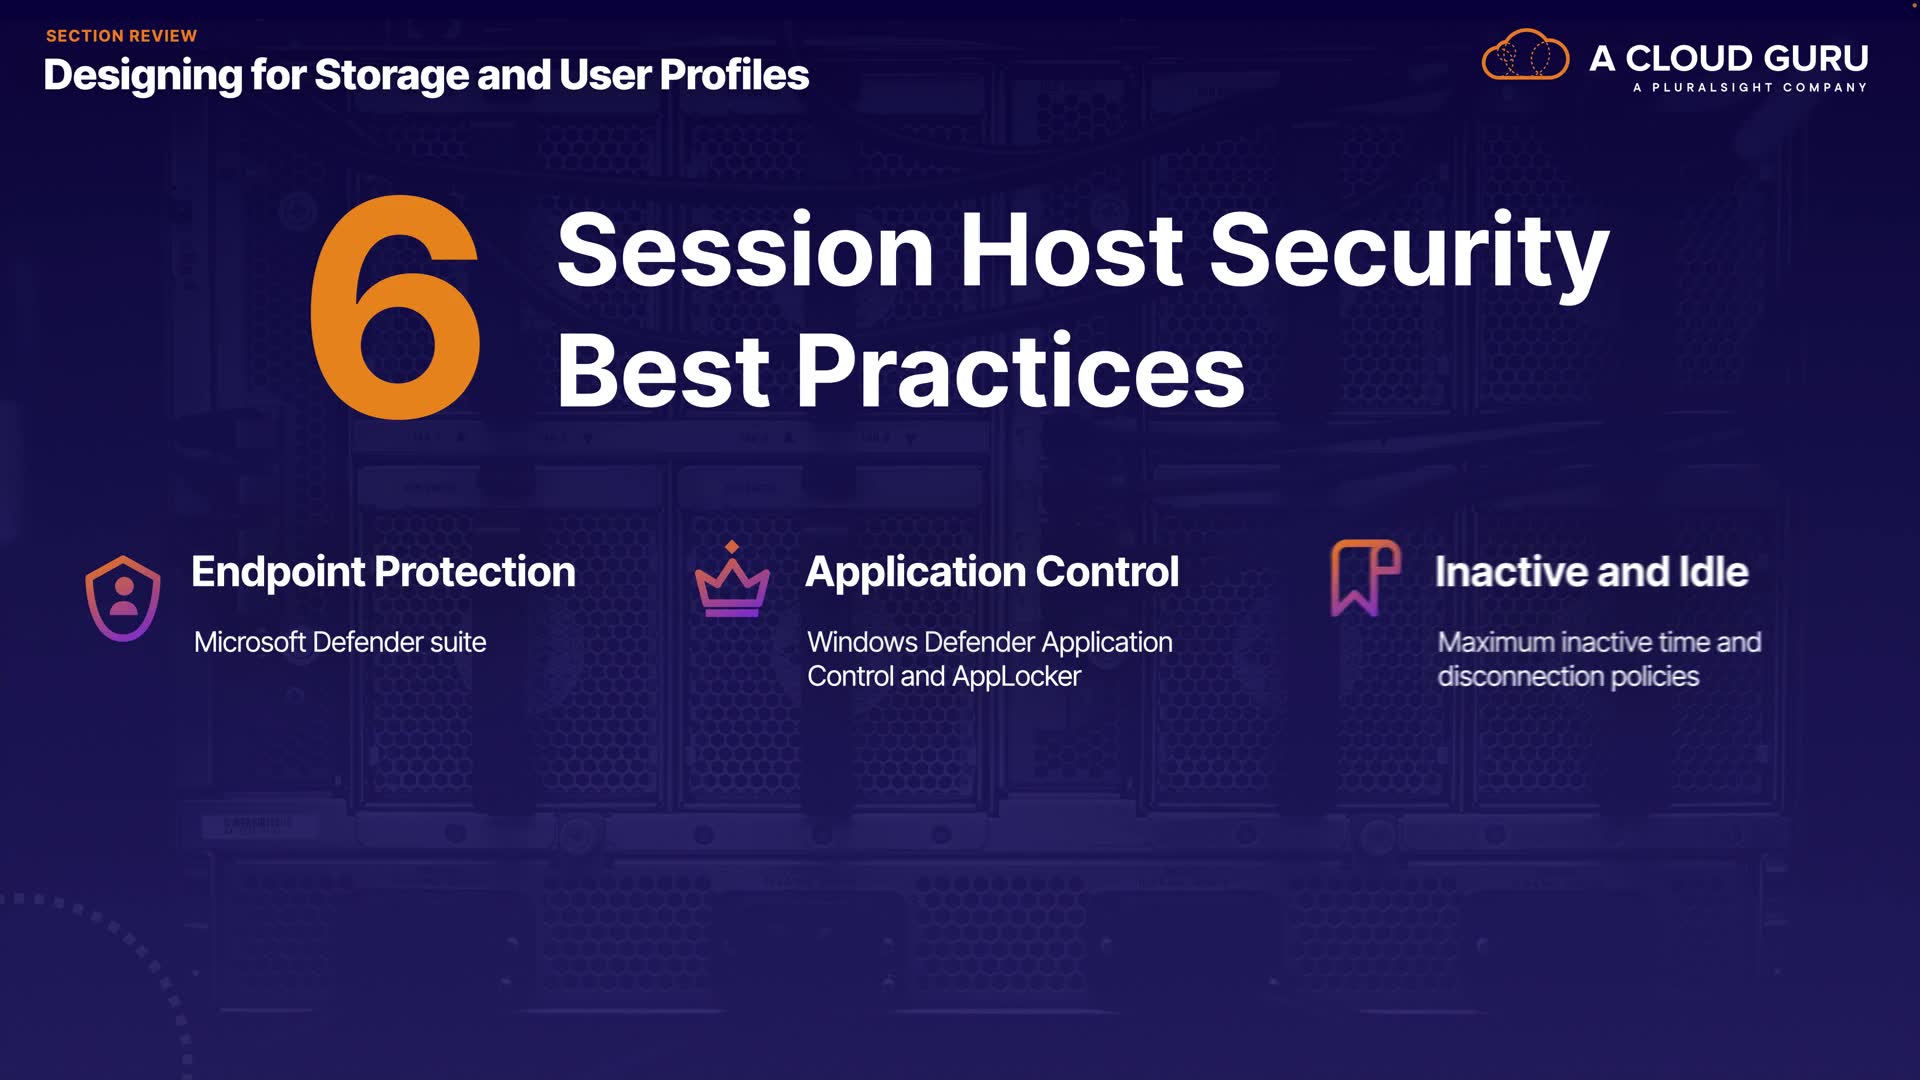 SECTION REVIEW
Designing for Storage and User Profiles
A CLOUD GURU
A PLURALSIGHT COMPANY
6
Session Host Security
Best Practices
Endpoint Protection
Microsoft Defender suite
Application Control
Windows Defender Application
Control and AppLocker
Inactive and Idle
Maximum inactive time and
disconnection policies